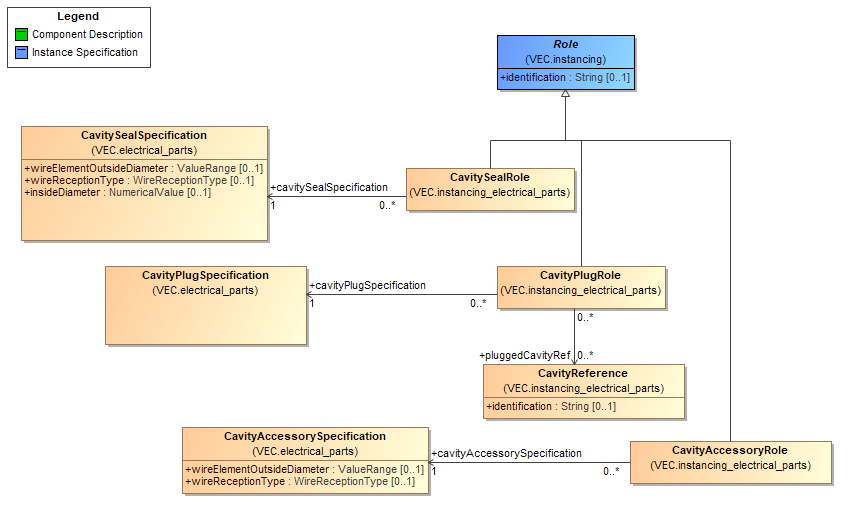 Legend
Component Description
Instance Specification
Role
(VEC.instancing)
+identification : String [0..1]
CavitySealSpecification
(VEC.electrical_parts)
+wireElementOutsideDiameter : ValueRange [0..1]
+wireReceptionType : WireReceptionType [0..1]
+insideDiameter : NumericalValue [0..1]
+cavitySealSpecification
1
0..*
CavitySealRole
(VEC.instancing_electrical_parts)
CavityPlugSpecification
(VEC.electrical_parts)
+cavityPlugSpecification
1
0..*
CavityPlugRole
(VEC.instancing_electrical_parts)
0..*
+pluggedCavityRef
0..*
CavityReference
(VEC.instancing_electrical_parts)
+identification : String [0..1]
CavityAccessorySpecification
(VEC.electrical_parts)
+wireElementOutsideDiameter : ValueRange [0..1]
+wireReceptionType : WireReceptionType [0..1]
+cavityAccessorySpecification
1
0..*
CavityAccessoryRole
(VEC.instancing_electrical_parts)